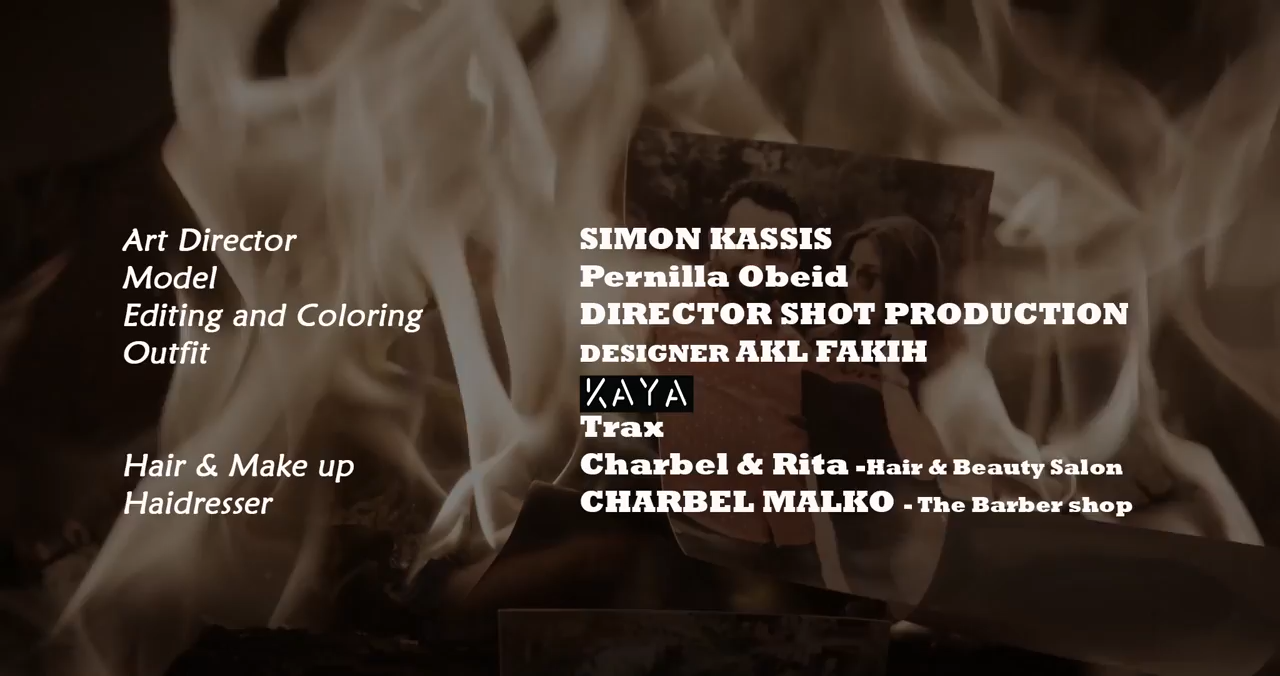 Art Director SIMON KASSIS
Model Pernilla Obeid
Editing and Coloring DIRECTOR SHOT PRODUCTION
Outfit DESIGNER AKL FAKIH
KAYA
Trax
Hair & Make up Charbel & Rita -Hair & Beauty Salon
Haidresser CHARBEL MALKO - The Barber shop